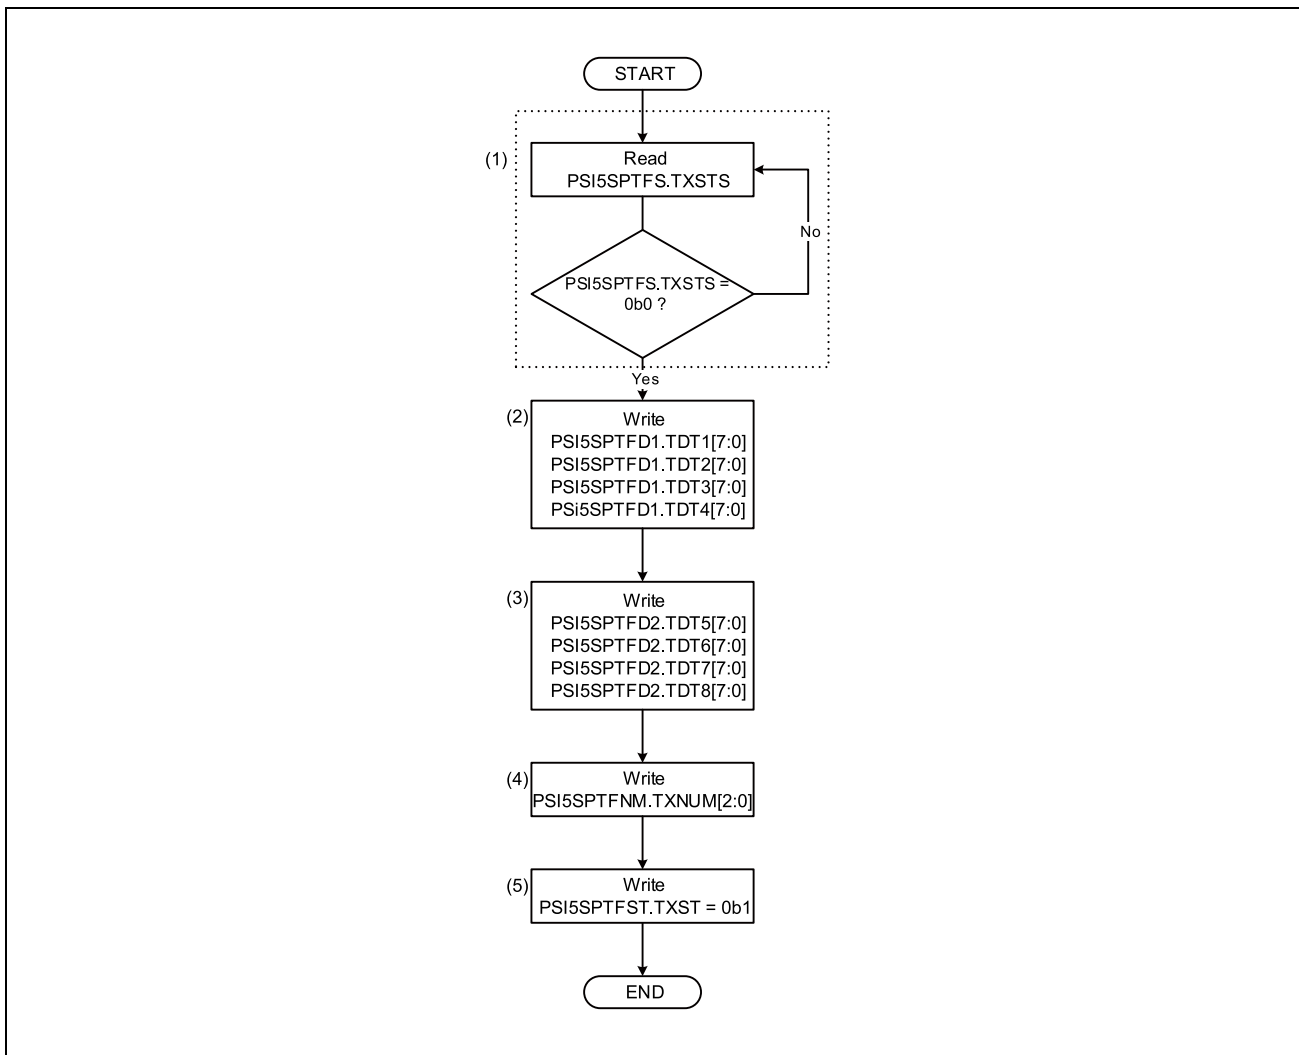 START
(1)
Read
PSI5SPTFS.TXSTS
No
PSI5SPTFS.TXSTS =
0b0 ?
Yes
(2)
Write
PSI5SPTFD1.TDT1[7:0]
PSI5SPTFD1.TDT2[7:0]
PSI5SPTFD1.TDT3[7:0]
PSi5SPTFD1.TDT4[7:0]
(3)
Write
PSI5SPTFD2.TDT5[7:0]
PSI5SPTFD2.TDT6[7:0]
PSI5SPTFD2.TDT7[7:0]
PSI5SPTFD2.TDT8[7:0]
(4)
Write
PSI5SPTFNM.TXNUM[2:0]
(5)
Write
PSI5SPTFST.TXST = 0b1
END